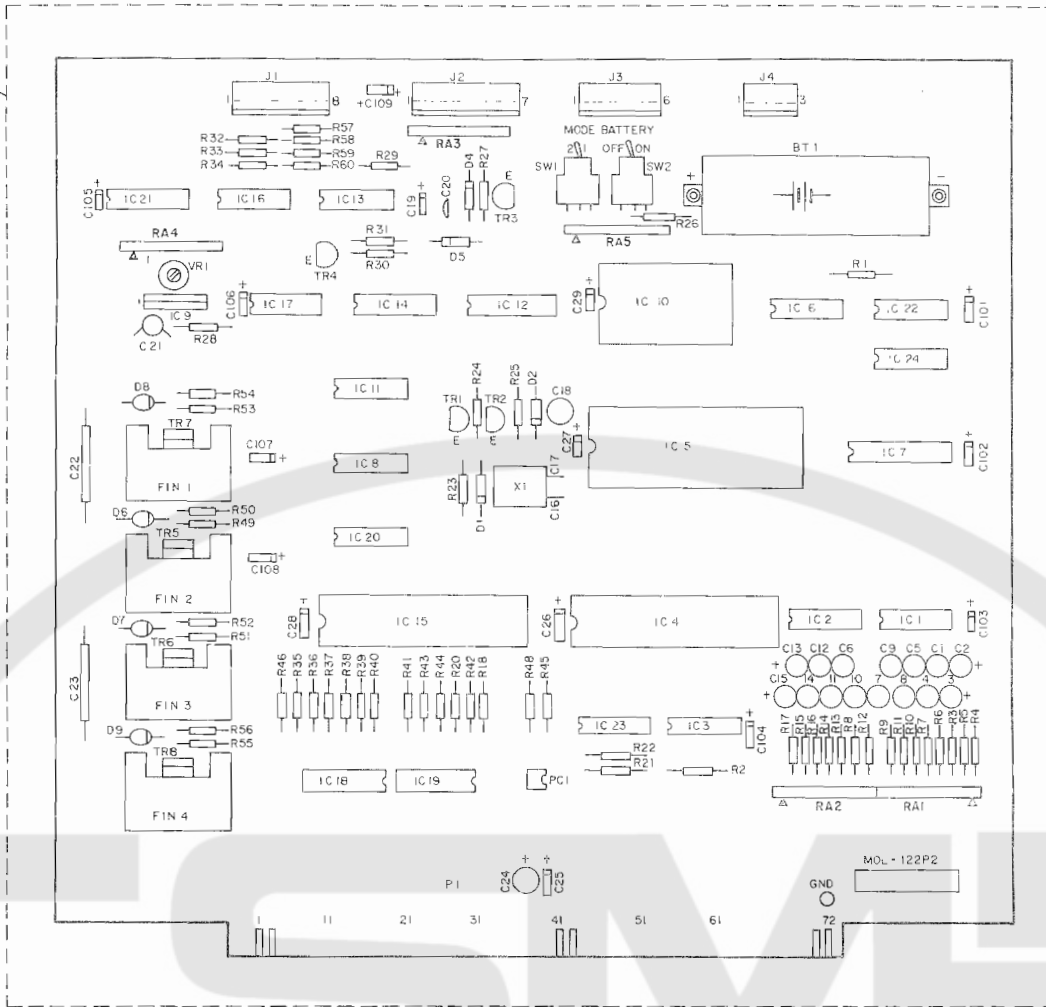 J1 J2 J3 J4
1 8 +C109 + 1 7 1 6 1 3
R57
R32 R58 RA3 MODE BATTERY
R33 R59 2 1 OFF ON BT 1
R34 R60 R29 D4 R27 SW1 SW2
C105 + IC21 IC16 IC13 C19 + C20 E TR3 + -
R26
RA4 R31 D5 RA5
1 VR1 E TR4 R30 R1
IC9 C106 + IC17 IC14 IC12 C29 + IC10 IC6 IC22 C101 +
C21 R28
IC24
D8 R54 IC11 R24 R25 D2 C18
R53 TR1 TR2
TR7 E E
C22 C107 + C27 + IC5 IC7 C102 +
FIN 1 IC8 R23 D1 X1 C17
C16
D6 R50
R49
TR5 IC20
C108 +
FIN 2
D7 R52 C28 + IC15 C26 + IC4 IC2 IC1 C103 +
R51
TR6
C23 R46 R35 R36 R37 R38 R39 R40 R41 R43 R44 R20 R42 R18 R48 R45 + C13 C12 C6 C9 C5 C1 C2 +
FIN 3 + C15 14 11 10 7 8 4 3 +
D9 R56 IC23 IC3 C104 + R17 R15 R16 R14 R13 R8 R12 R9 R11 R10 R7 R6 R3 R5 R4
R55
TR8 R22
R21 R2
IC18 IC19 PC1
FIN 4 RA2 RA1
MOL-122P2
P1 C24 + C25 + GND
1 11 21 31 41 51 61 72
TSMT